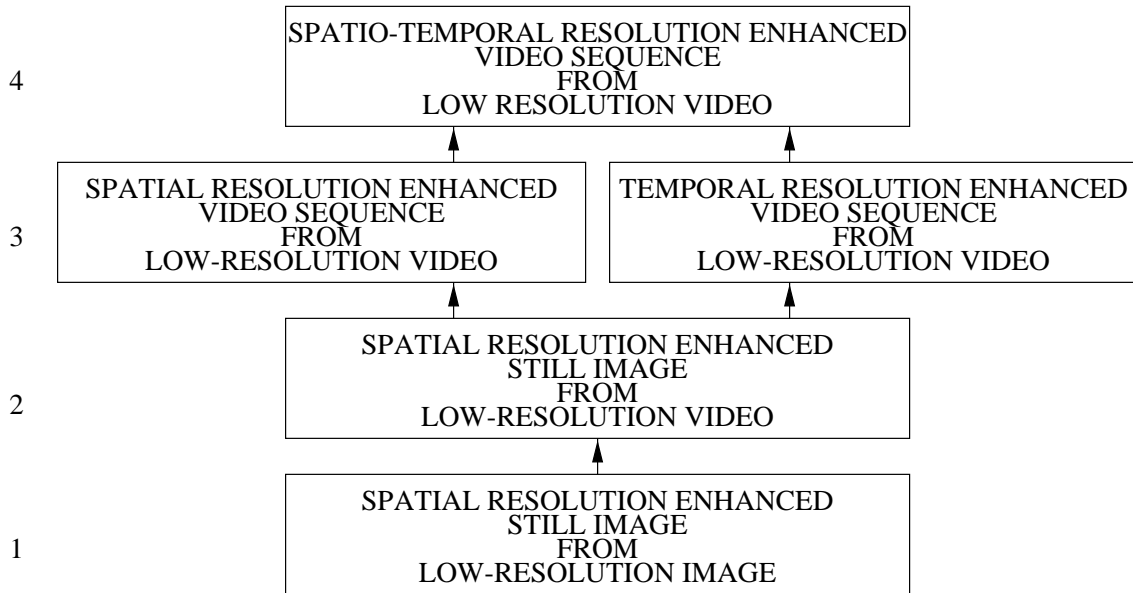 4
SPATIO-TEMPORAL RESOLUTION ENHANCED
VIDEO SEQUENCE
FROM
LOW RESOLUTION VIDEO
3
SPATIAL RESOLUTION ENHANCED
VIDEO SEQUENCE
FROM
LOW-RESOLUTION VIDEO
TEMPORAL RESOLUTION ENHANCED
VIDEO SEQUENCE
FROM
LOW-RESOLUTION VIDEO
2
SPATIAL RESOLUTION ENHANCED
STILL IMAGE
FROM
LOW-RESOLUTION VIDEO
1
SPATIAL RESOLUTION ENHANCED
STILL IMAGE
FROM
LOW-RESOLUTION IMAGE